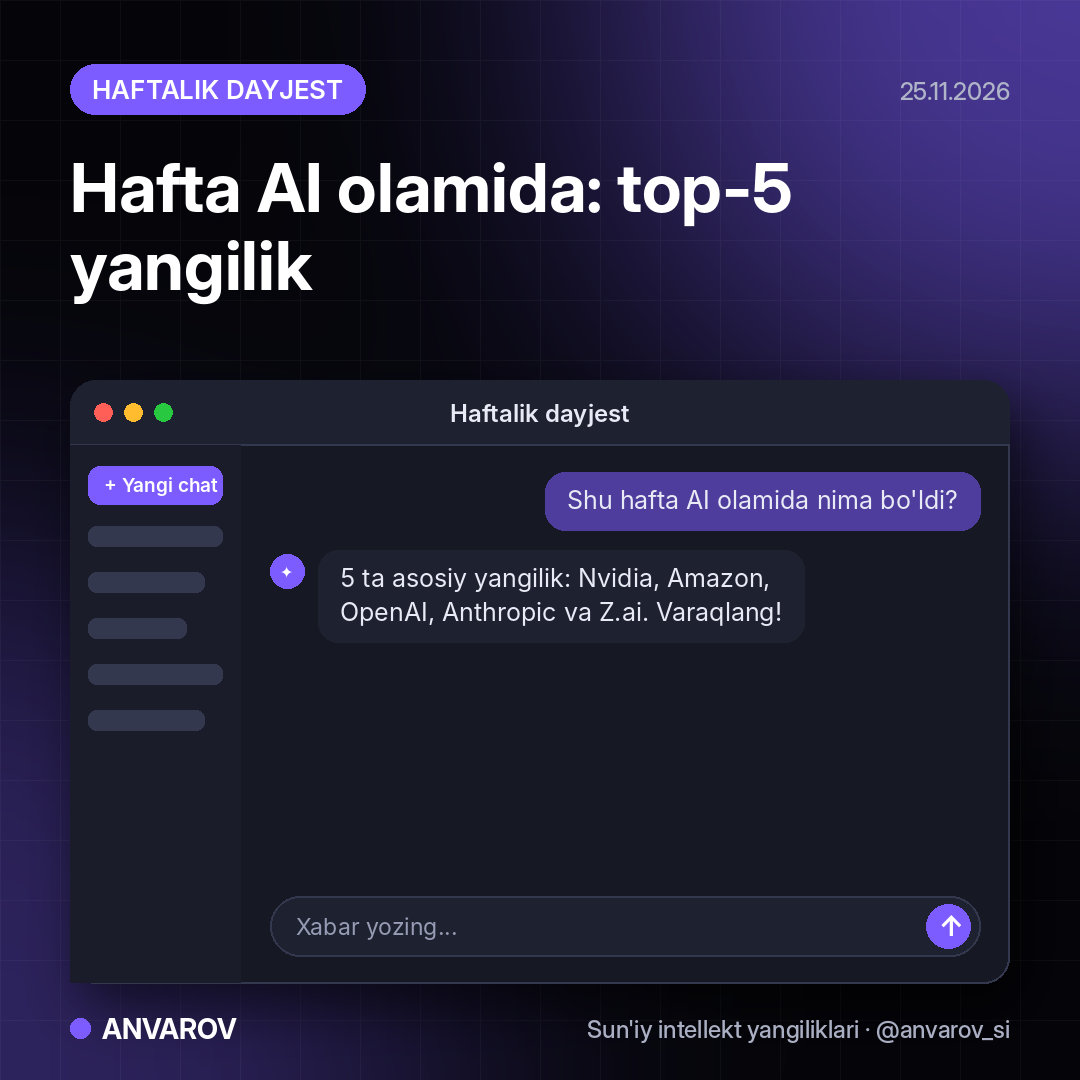 HAFTALIK DAYJEST
25.11.2026
Hafta AI olamida: top-5
yangilik
Haftalik dayjest
+ Yangi chat
Shu hafta AI olamida nima bo'ldi?
5 ta asosiy yangilik: Nvidia, Amazon,
OpenAI, Anthropic va Z.ai. Varaqlang!
Xabar yozing...
ANVAROV
Sun'iy intellekt yangiliklari · @anvarov_si